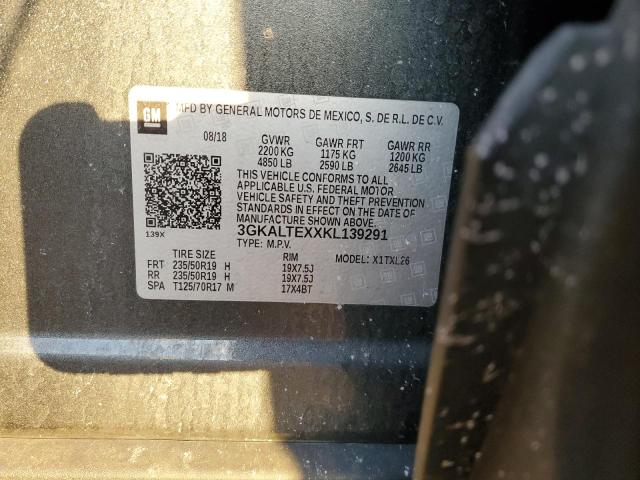 GM MFD BY GENERAL MOTORS DE MEXICO, S. DE R.L. DE C.V.
08/18 GVWR GAWR FRT GAWR RR
2200 KG 1175 KG 1200 KG
4850 LB 2590 LB 2645 LB
THIS VEHICLE CONFORMS TO ALL
APPLICABLE U.S. FEDERAL MOTOR
VEHICLE SAFETY AND THEFT PREVENTION
STANDARDS IN EFFECT ON THE DATE OF
MANUFACTURE SHOWN ABOVE.
139X 3GKALTEXXKL139291
TYPE: M.P.V. MODEL: X1TXL26
TIRE SIZE RIM
FRT 235/50R19 H 19X7.5J
RR 235/50R19 H 19X7.5J
SPA T125/70R17 M 17X4BT